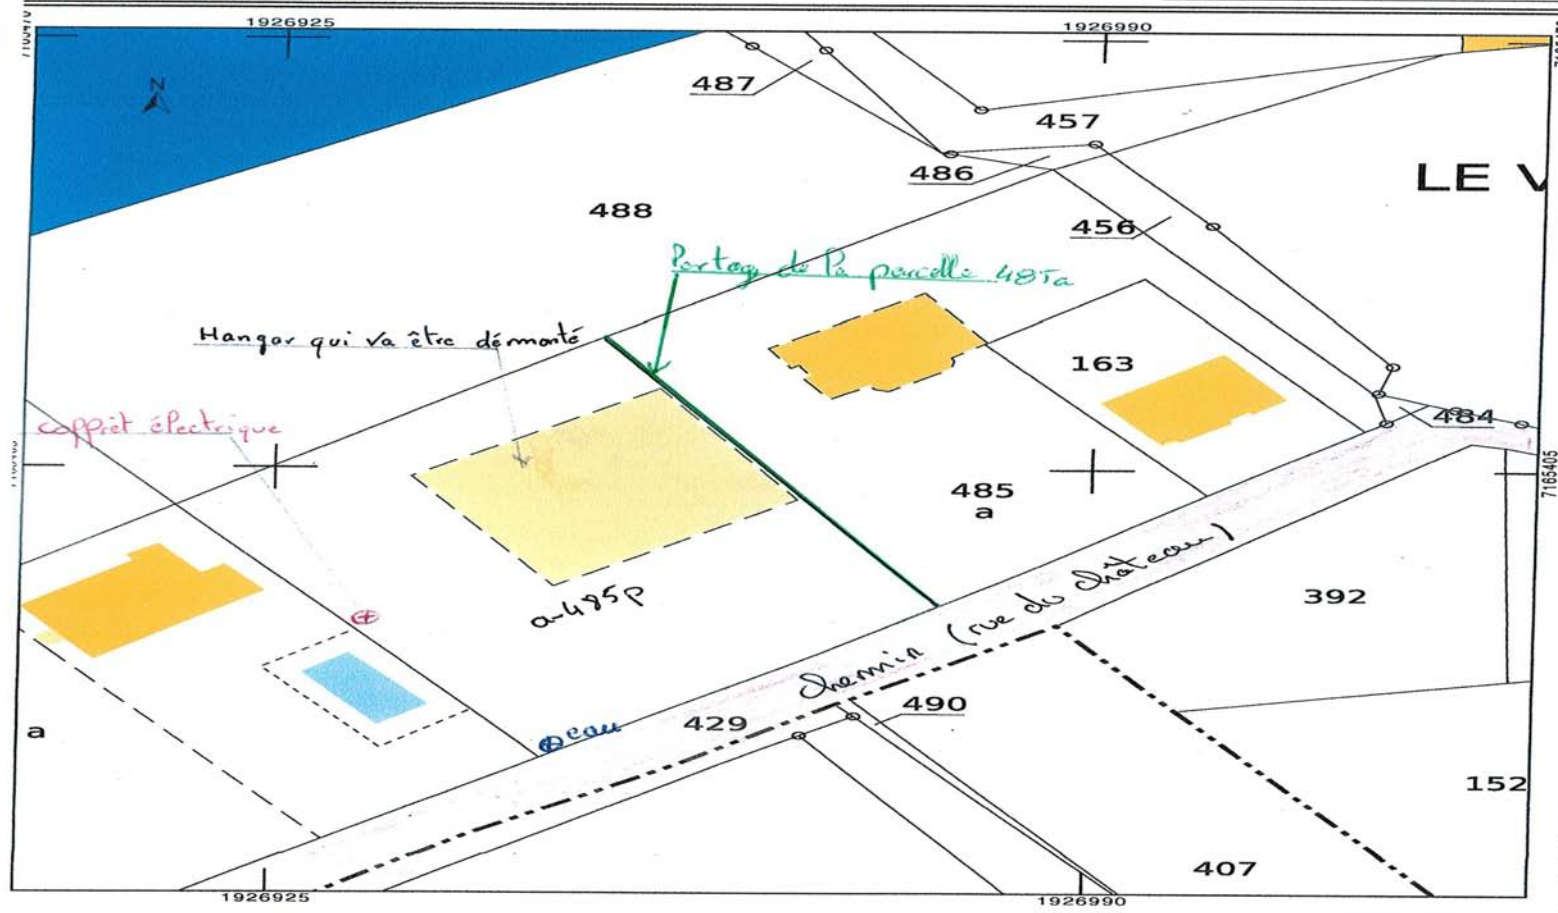 1926925
1926990
N
487
457
486
LE V
488
456
Partage de la parcelle 485a
Hangar qui va être démonté
163
coffret électrique
484
7165405
485
a
a-485p
392
Chemin (rue du château)
490
429
eau
a
152
407
1926925
1926990